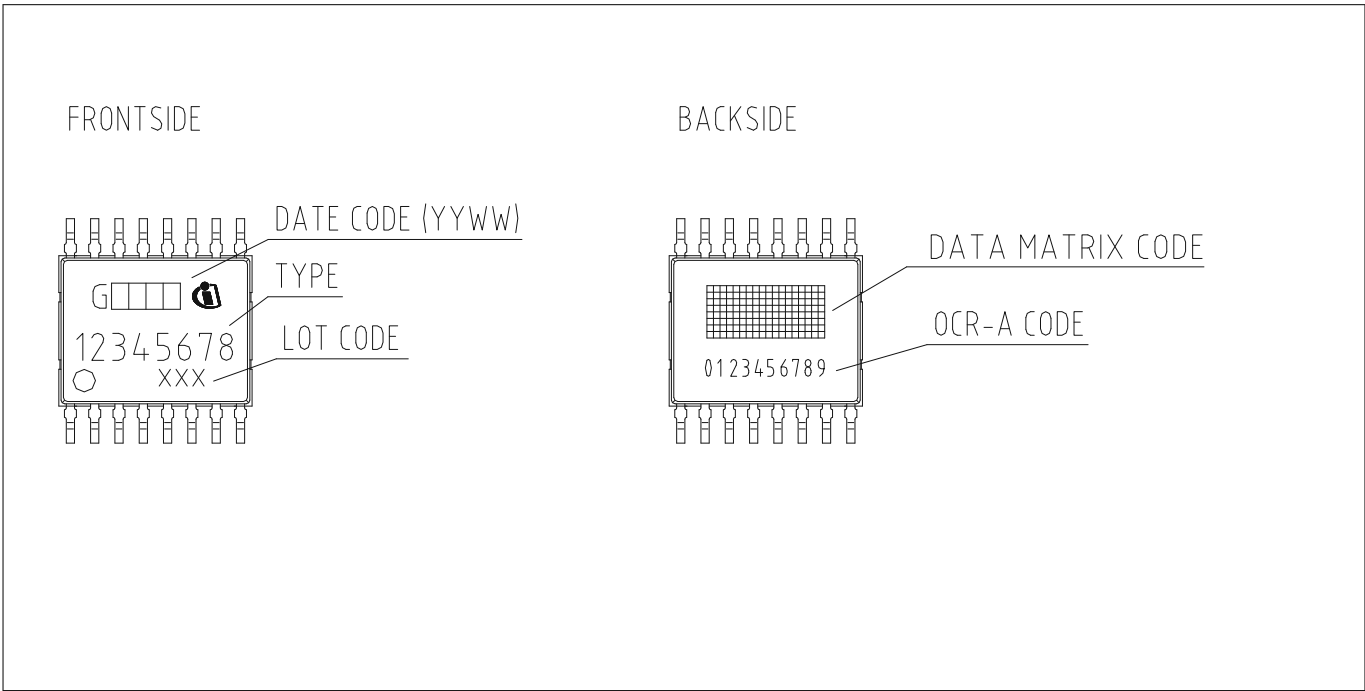 FRONTSIDE
DATE CODE (YYWW)
TYPE
G
12345678
LOT CODE
XXX
BACKSIDE
DATA MATRIX CODE
OCR-A CODE
0123456789